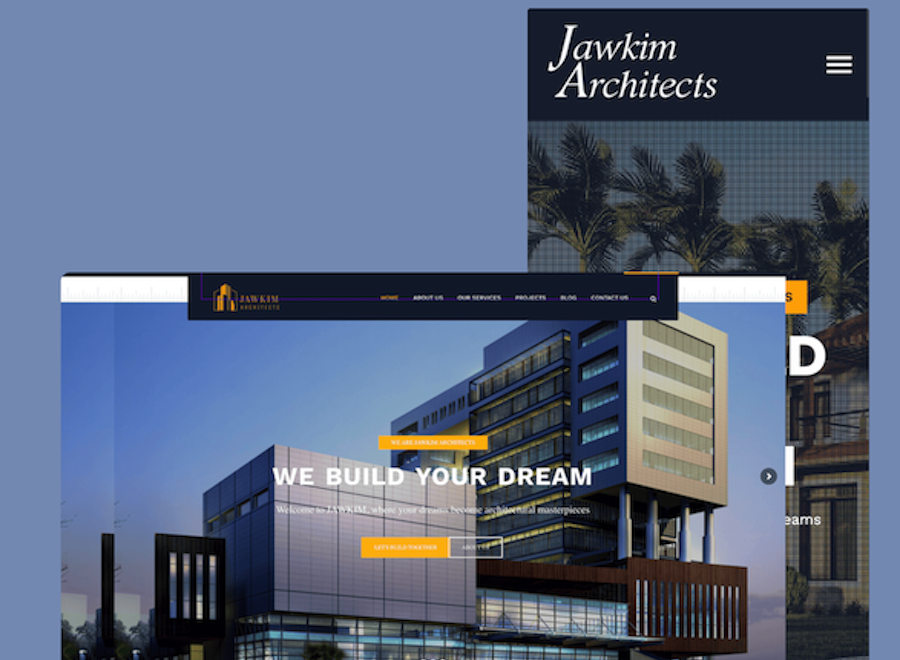 Jawkim
Architects
JAWKIM
ARCHITECTS
HOME ABOUT US OUR SERVICES PROJECTS BLOG CONTACT US
S
D
WE ARE JAWKIM ARCHITECTS
WE BUILD YOUR DREAM
Welcome to JAWKIM, where your dreams become architectural masterpieces
eams
LET'S BUILD TOGETHER ABOUT US